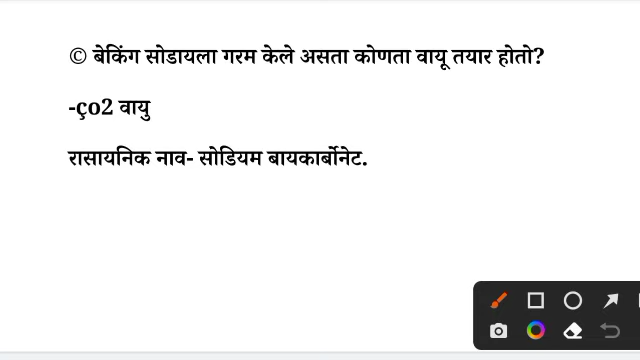 © बेकिंग सोडायला गरम केले असता कोणता वायू तयार होतो?
-ço2 वायु
रासायनिक नाव- सोडियम बायकार्बोनेट.